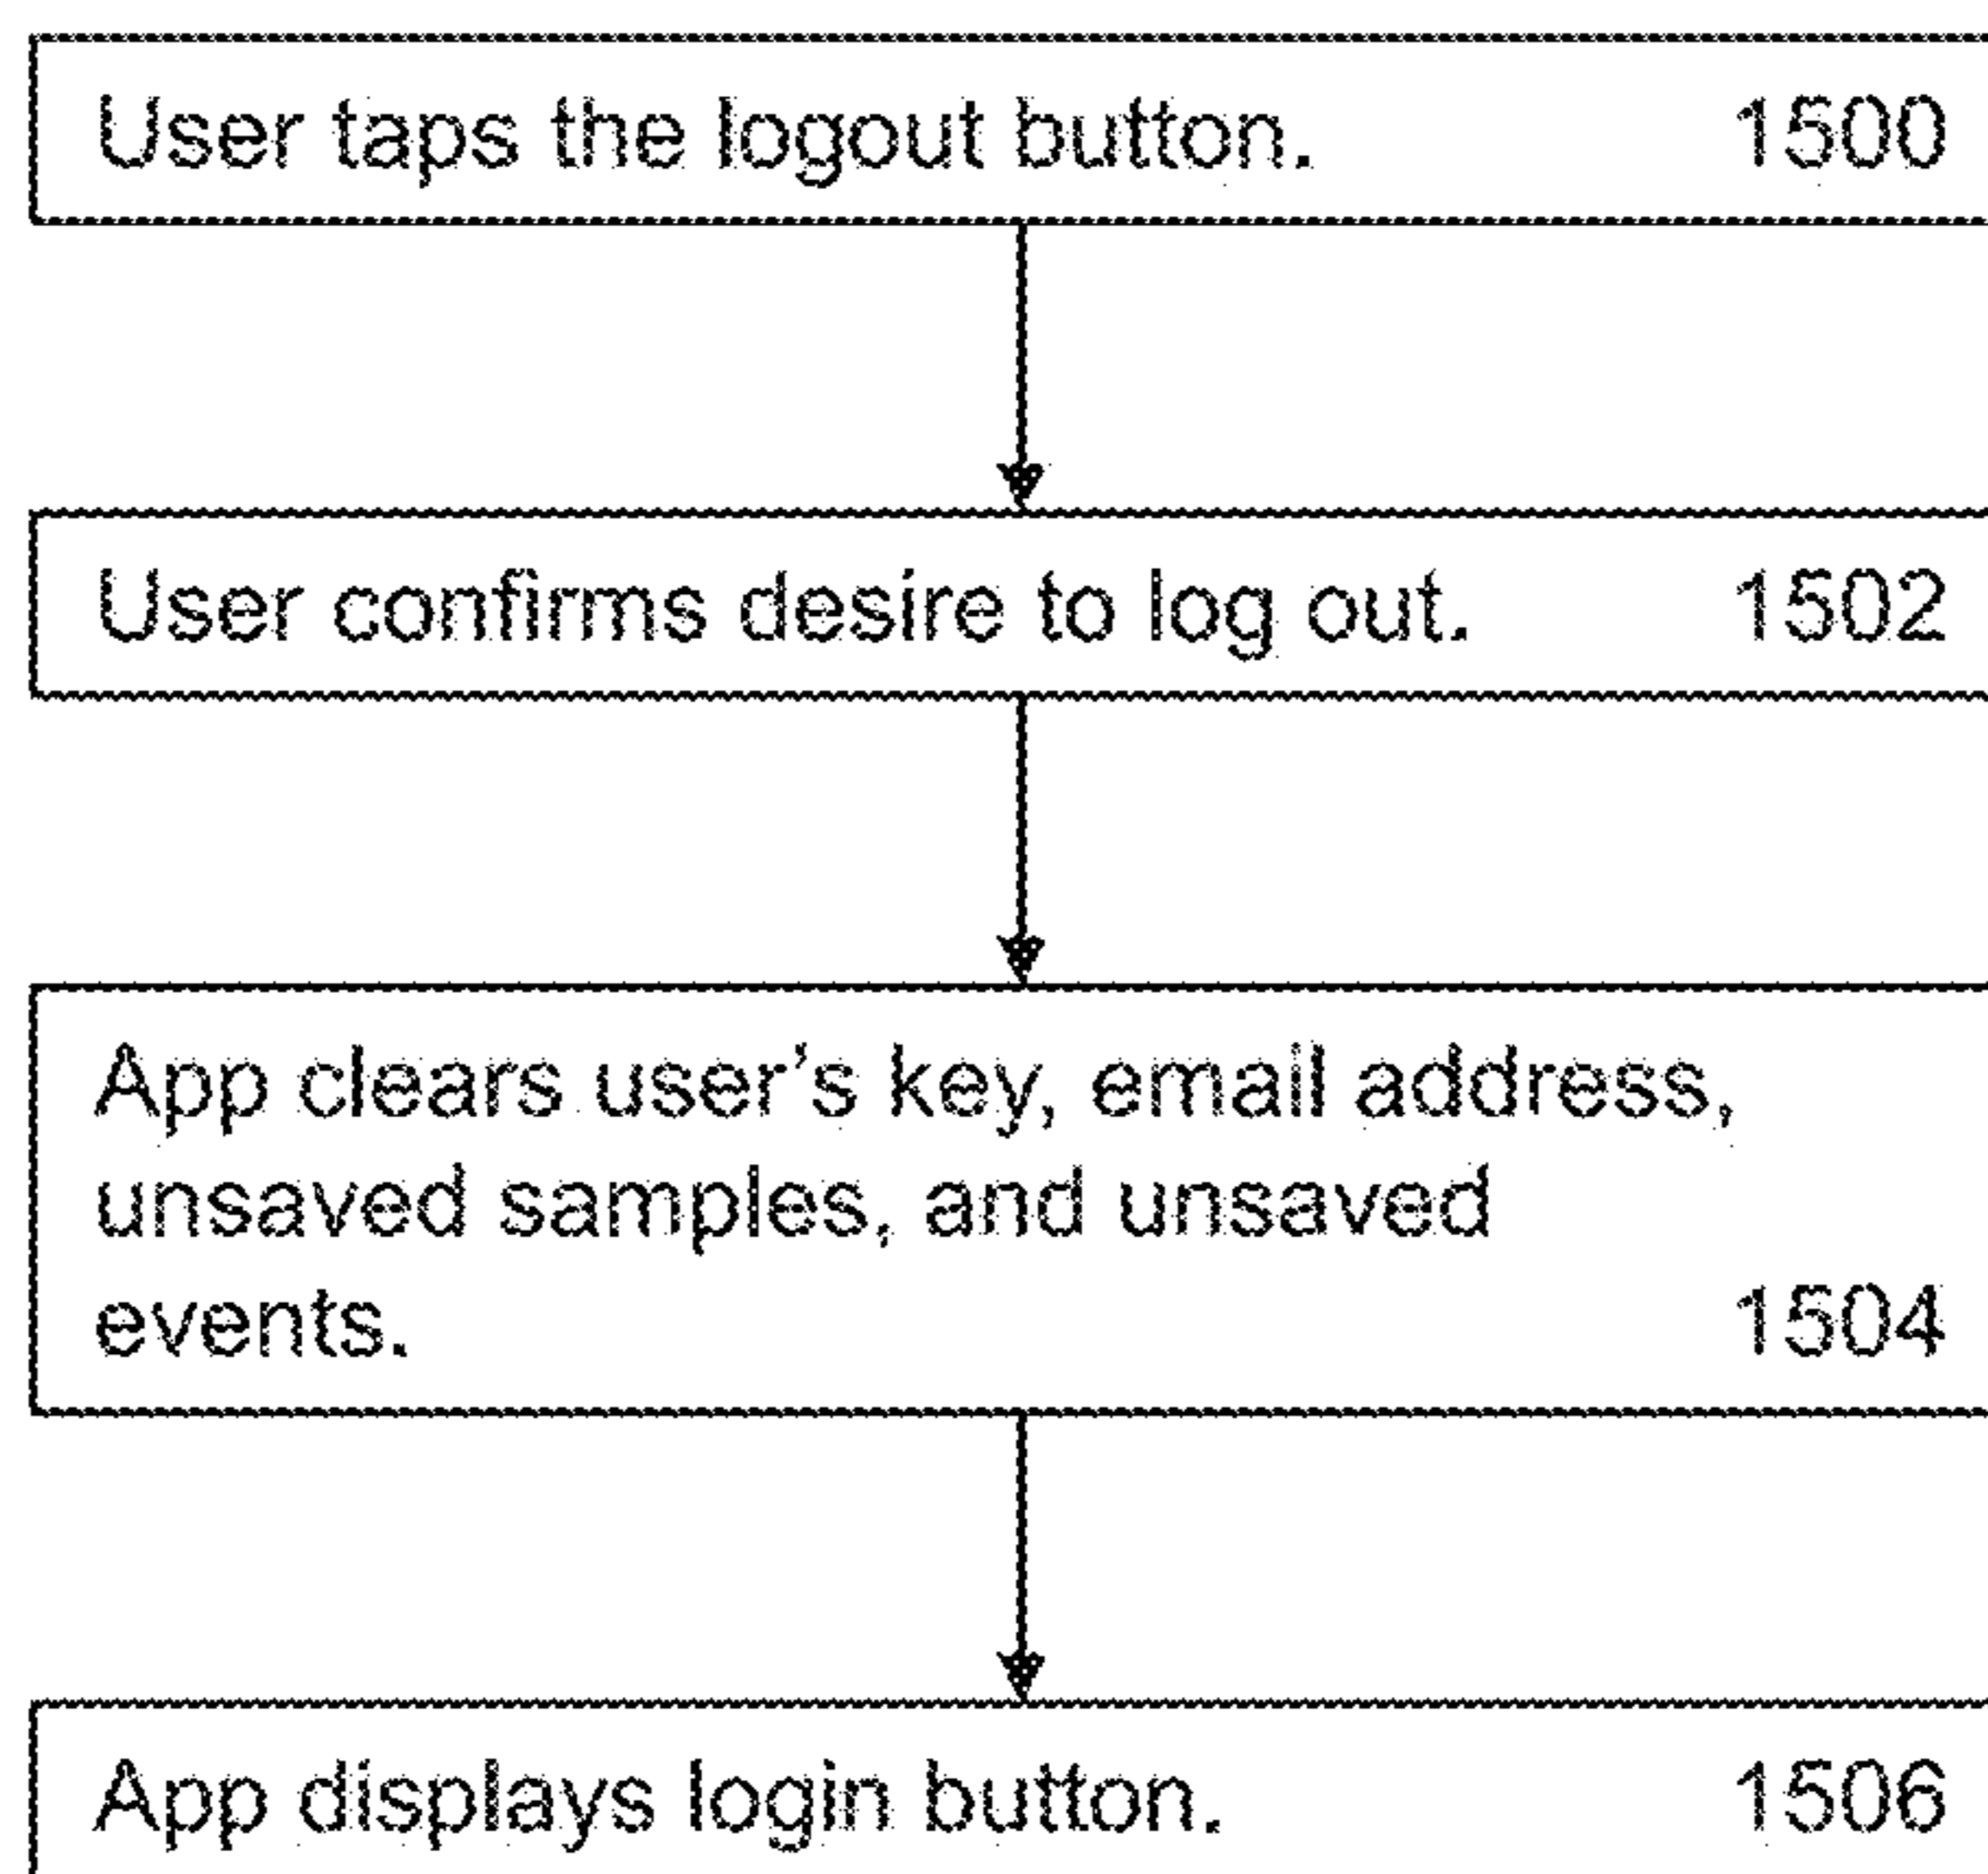 User taps the logout button. 1500
User confirms desire to log out. 1502
App clears user's key, email address,
unsaved samples, and unsaved
events. 1504
App displays login button. 1506